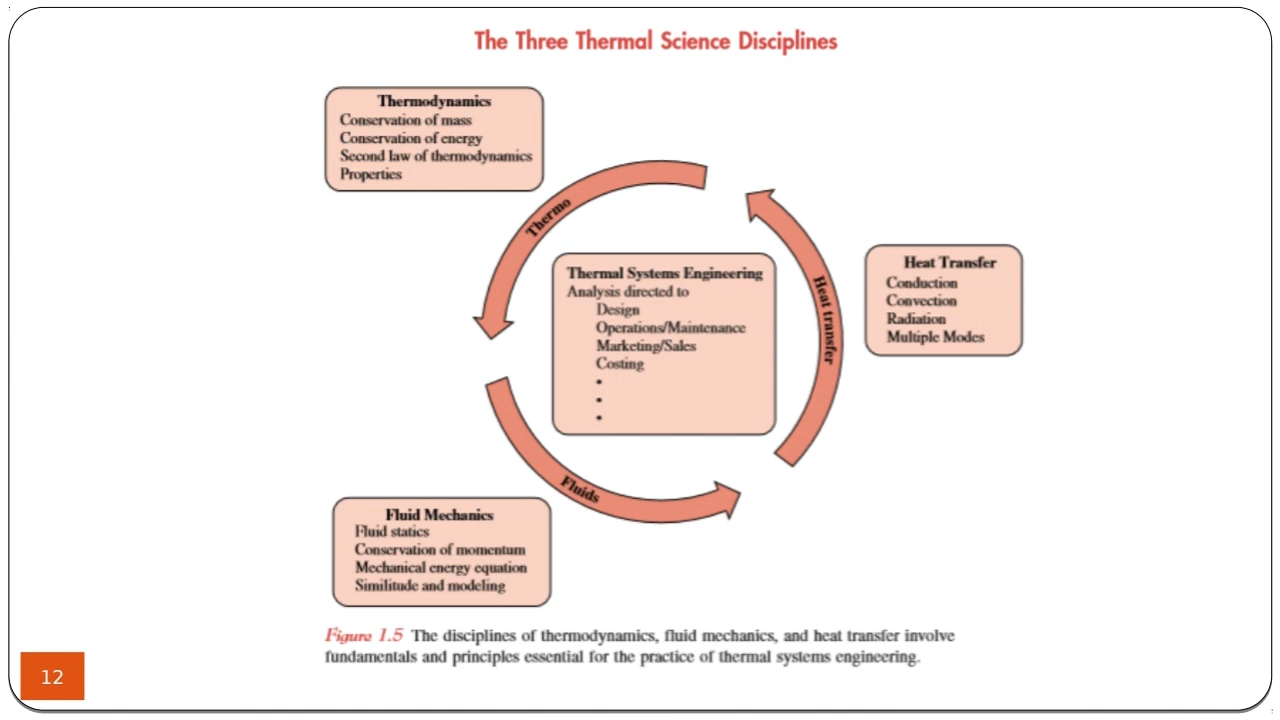 The Three Thermal Science Disciplines
Thermodynamics
Conservation of mass
Conservation of energy
Second law of thermodynamics
Properties
Thermo
Thermal Systems Engineering
Analysis directed to
Design
Operations/Maintenance
Marketing/Sales
Costing
•
•
•
Heat transfer
Heat Transfer
Conduction
Convection
Radiation
Multiple Modes
Fluids
Fluid Mechanics
Fluid statics
Conservation of momentum
Mechanical energy equation
Similitude and modeling
Figure 1.5 The disciplines of thermodynamics, fluid mechanics, and heat transfer involve
fundamentals and principles essential for the practice of thermal systems engineering.
12